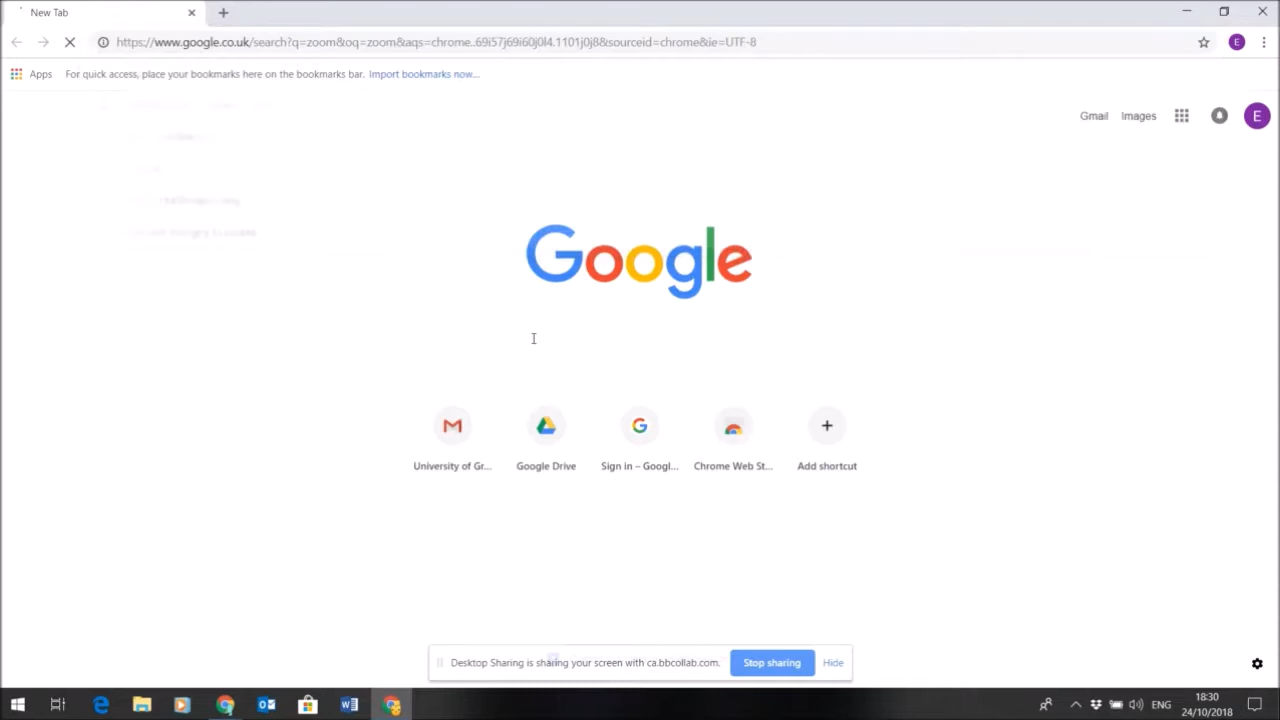 New Tab
https://www.google.co.uk/search?q=zoom&oq=zoom&aqs=chrome..69i57j69i60j0l4.1101j0j8&sourceid=chrome&ie=UTF-8
E
Apps
For quick access, place your bookmarks here on the bookmarks bar. Import bookmarks now...
Gmail Images
E
Google
University of Gr... Google Drive Sign in – Googl... Chrome Web St... Add shortcut
Desktop Sharing is sharing your screen with ca.bbcollab.com. Stop sharing Hide
ENG
18:30
24/10/2018